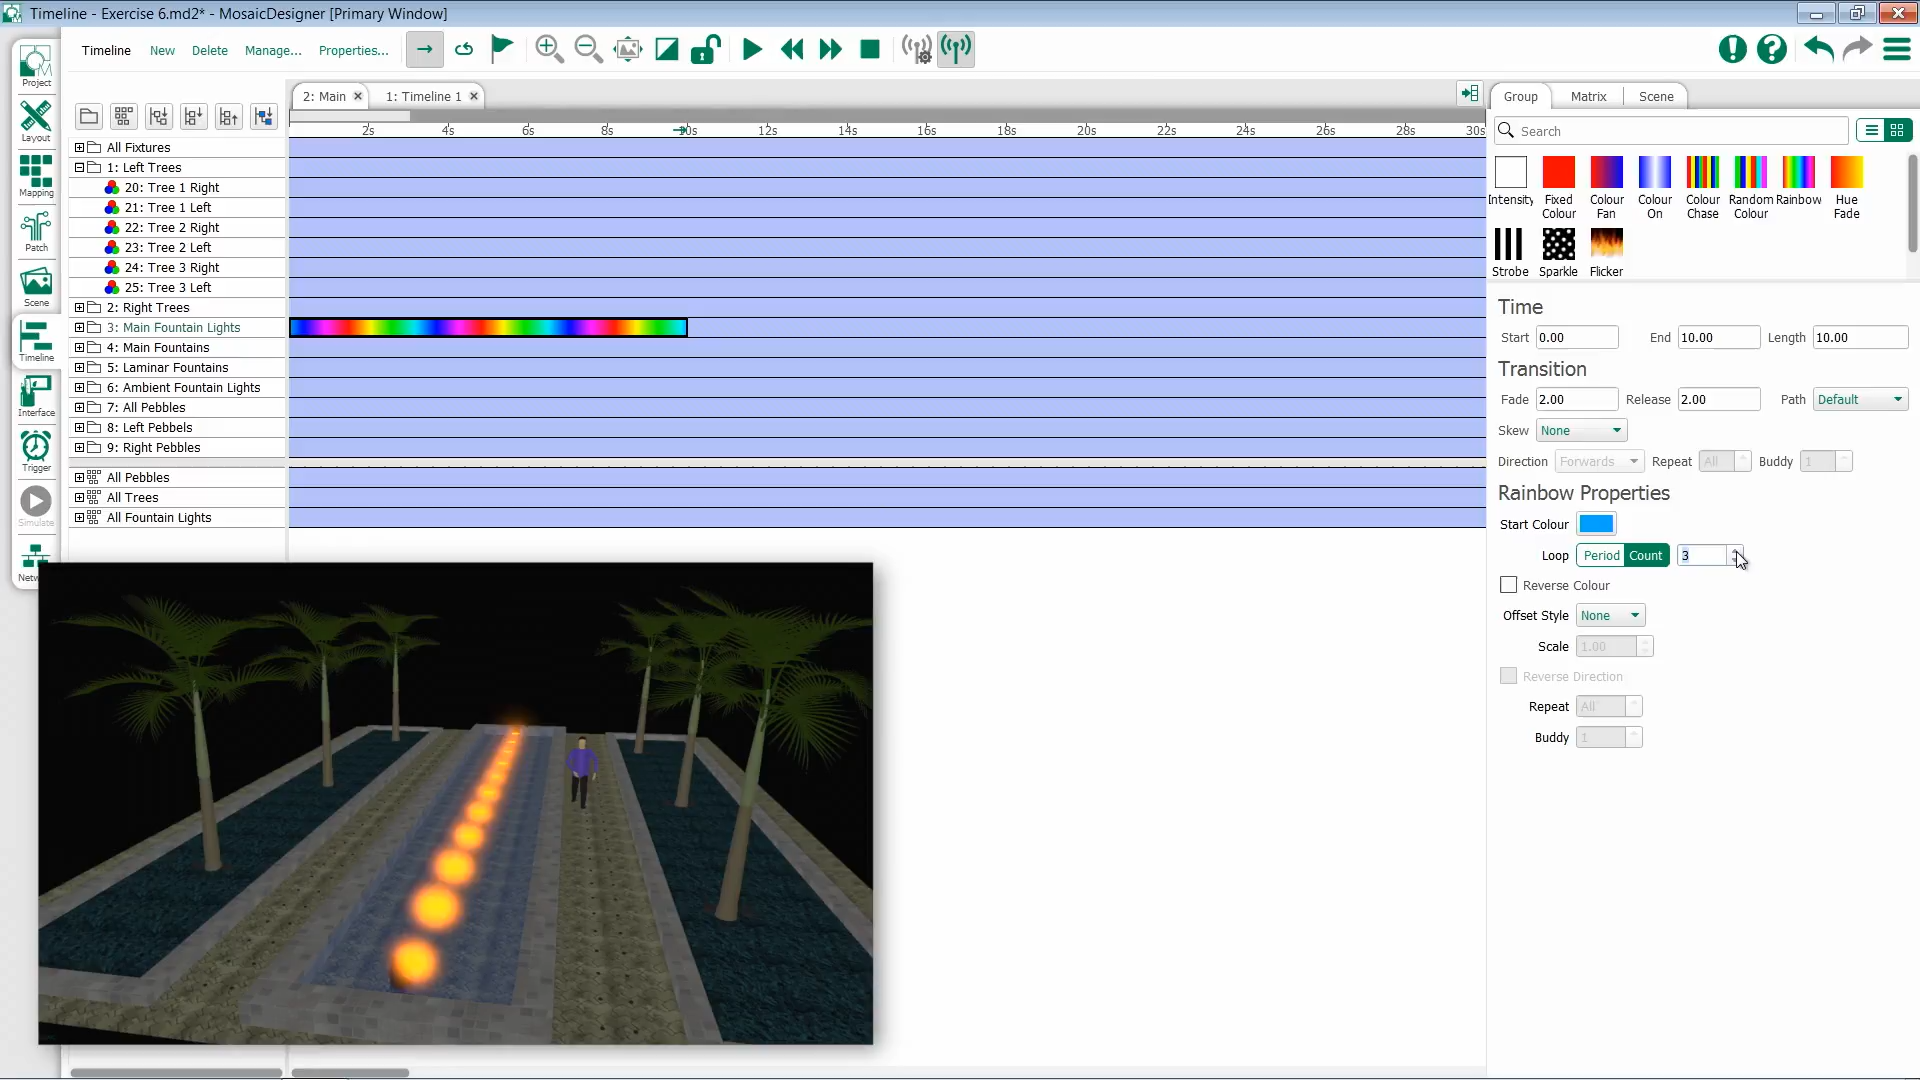 Timeline - Exercise 6.md2* - MosaicDesigner [Primary Window]
Timeline New Delete Manage... Properties...
Project
Layout
Mapping
Patch
Scene
Timeline
Interface
Trigger
Simulate
2: Main 1: Timeline 1
2s 4s 6s 8s 10s 12s 14s 16s 18s 20s 22s 24s 26s 28s 30s
All Fixtures
1: Left Trees
20: Tree 1 Right
21: Tree 1 Left
22: Tree 2 Right
23: Tree 2 Left
24: Tree 3 Right
25: Tree 3 Left
2: Right Trees
3: Main Fountain Lights
4: Main Fountains
5: Laminar Fountains
6: Ambient Fountain Lights
7: All Pebbles
8: Left Pebbels
9: Right Pebbles
All Pebbles
All Trees
All Fountain Lights
Group Matrix Scene
Search
Intensity Fixed Colour Colour Fan Colour On Colour Chase Random Colour Rainbow Hue Fade
Strobe Sparkle Flicker
Time
Start 0.00 End 10.00 Length 10.00
Transition
Fade 2.00 Release 2.00 Path Default
Skew None
Direction Forwards Repeat All Buddy 1
Rainbow Properties
Start Colour
Loop Period Count 3
Reverse Colour
Offset Style None
Scale 1.00
Reverse Direction
Repeat All
Buddy 1